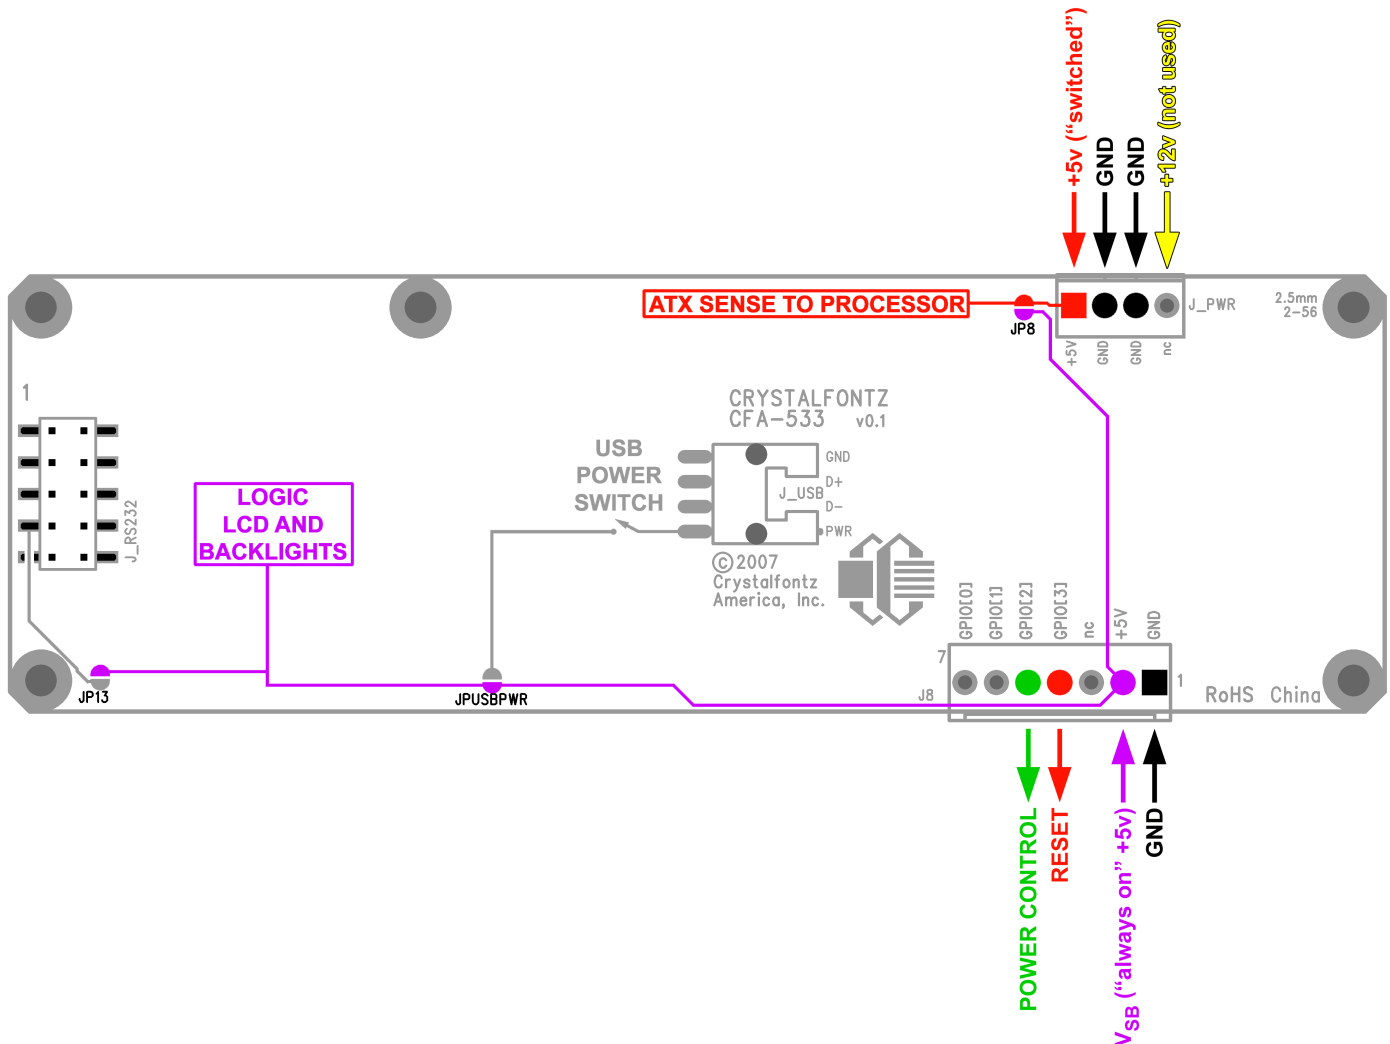 +5v (“switched”)
GND
GND
+12v (not used)
ATX SENSE TO PROCESSOR
JP8
J_PWR
2.5mm
2-56
+5V
GND
GND
nc
1
J_RS232
LOGIC
LCD AND
BACKLIGHTS
USB
POWER
SWITCH
CRYSTALFONTZ
CFA-533 v0.1
GND
D+
J_USB
D-
PWR
©2007
Crystalfontz
America, Inc.
GPIO[0]
GPIO[1]
GPIO[2]
GPIO[3]
nc
+5V
GND
7
J8
1
RoHS China
JP13
JPUSBPWR
POWER CONTROL
RESET
VSB (“always on” +5v)
GND